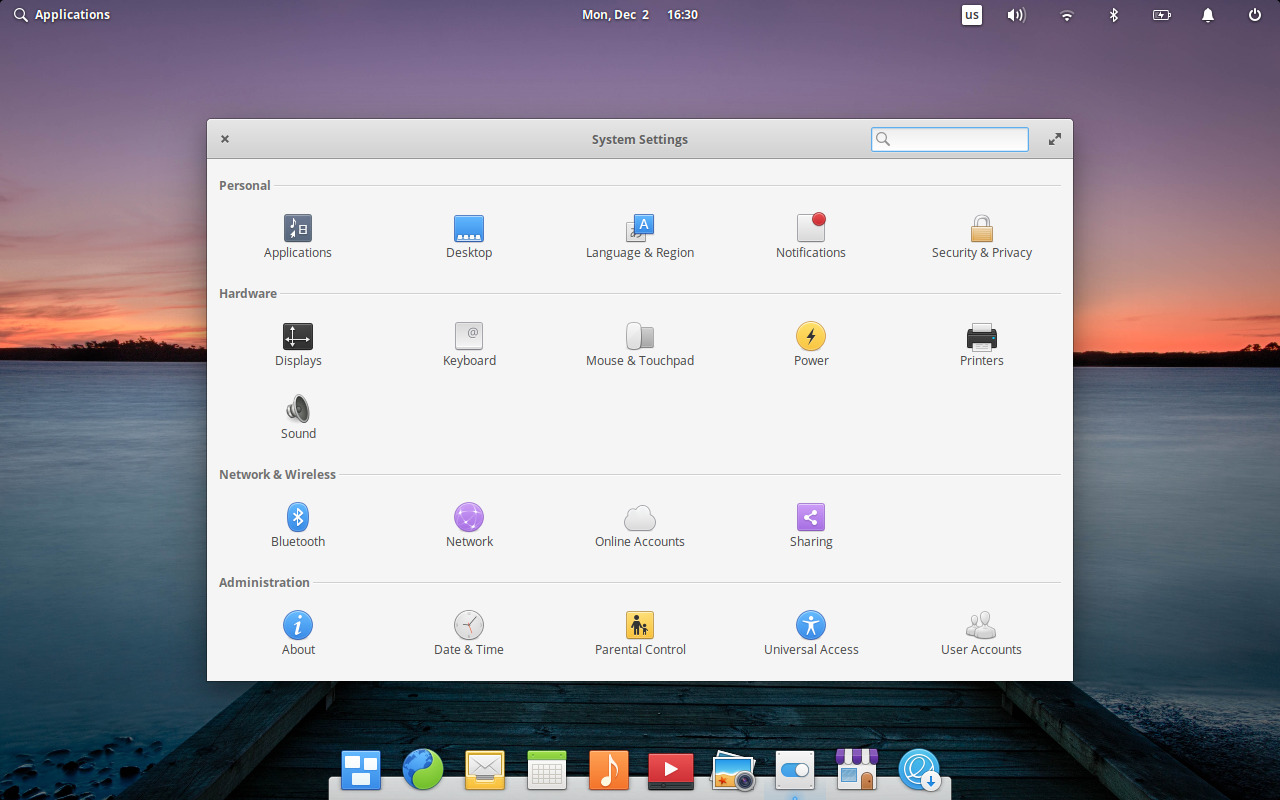 Applications
Mon, Dec 2 16:30
us
System Settings
Personal
Applications
Desktop
Language & Region
Notifications
Security & Privacy
Hardware
Displays
Keyboard
Mouse & Touchpad
Power
Printers
Sound
Network & Wireless
Bluetooth
Network
Online Accounts
Sharing
Administration
About
Date & Time
Parental Control
Universal Access
User Accounts